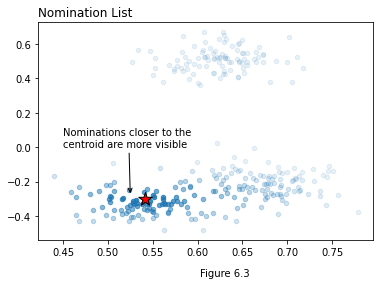 Nomination List
0.6
0.4
0.2
0.0
−0.2
−0.4
Nominations closer to the
centroid are more visible
0.45 0.50 0.55 0.60 0.65 0.70 0.75
Figure 6.3